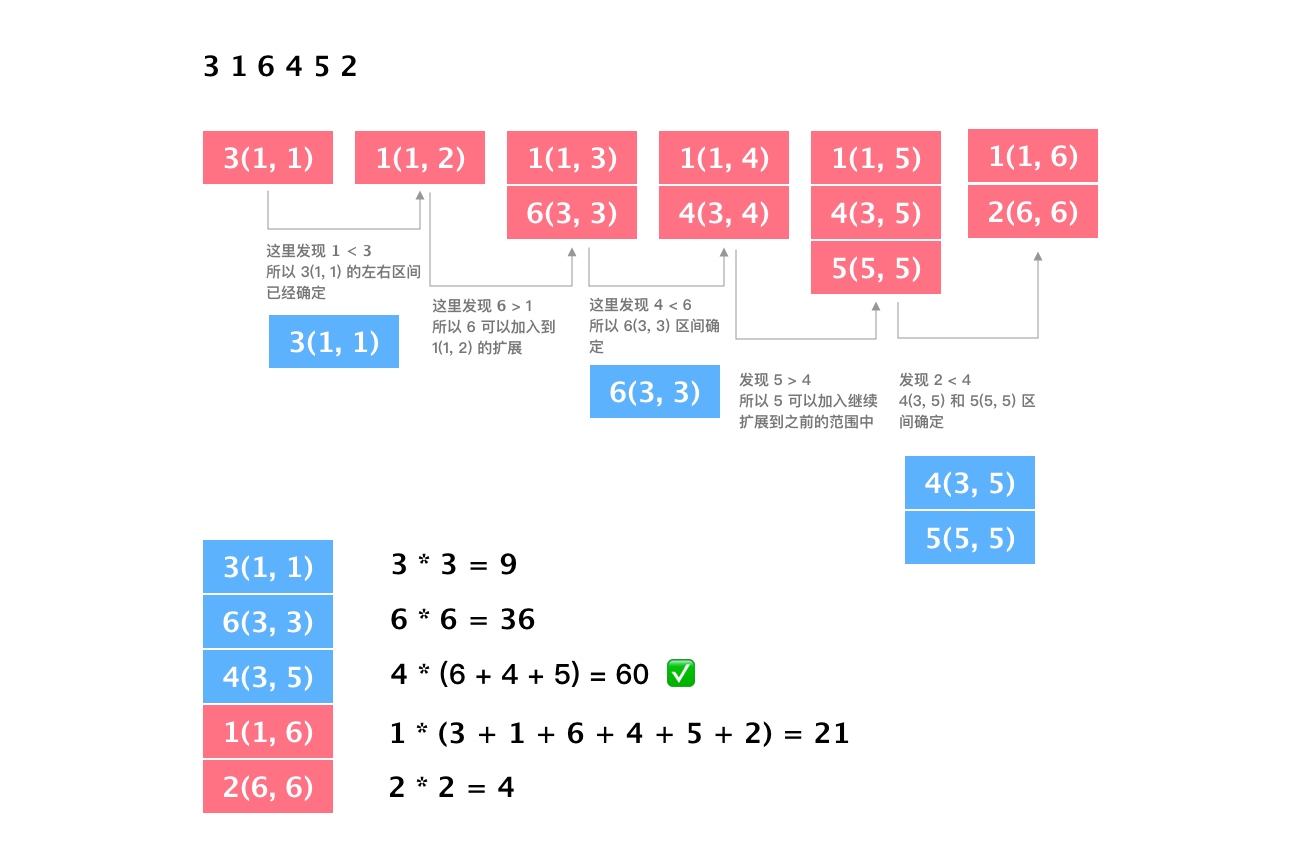 3 1 6 4 5 2
3(1, 1)
1(1, 2)
1(1, 3)
6(3, 3)
1(1, 4)
4(3, 4)
1(1, 5)
4(3, 5)
5(5, 5)
1(1, 6)
2(6, 6)
这里发现 1 < 3
所以 3(1, 1) 的左右区间
已经确定
3(1, 1)
这里发现 6 > 1
所以 6 可以加入到
1(1, 2) 的扩展
这里发现 4 < 6
所以 6(3, 3) 区间确
定
6(3, 3)
发现 5 > 4
所以 5 可以加入继续
扩展到之前的范围中
发现 2 < 4
4(3, 5) 和 5(5, 5) 区
间确定
4(3, 5)
5(5, 5)
3(1, 1)
3 * 3 = 9
6(3, 3)
6 * 6 = 36
4(3, 5)
4 * (6 + 4 + 5) = 60 ✅
1(1, 6)
1 * (3 + 1 + 6 + 4 + 5 + 2) = 21
2(6, 6)
2 * 2 = 4